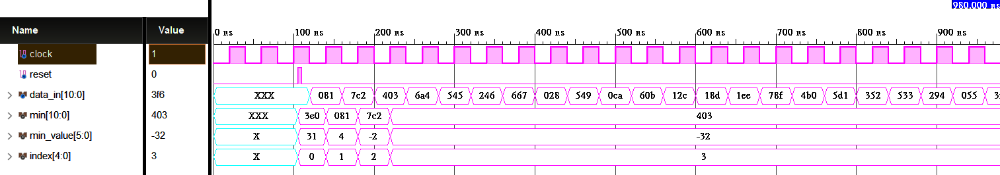 980.000 ns
Name Value 0 ns 100 ns 200 ns 300 ns 400 ns 500 ns 600 ns 700 ns 800 ns 900 ns
clock 1
reset 0
data_in[10:0] 3f6 XXX 081 7c2 403 6a4 545 246 667 028 549 0ca 60b 12c 18d 1ee 78f 4b0 5d1 352 533 294 055
min[10:0] 403 XXX 3e0 081 7c2 403
min_value[5:0] -32 X 31 4 -2 -32
index[4:0] 3 X 0 1 2 3